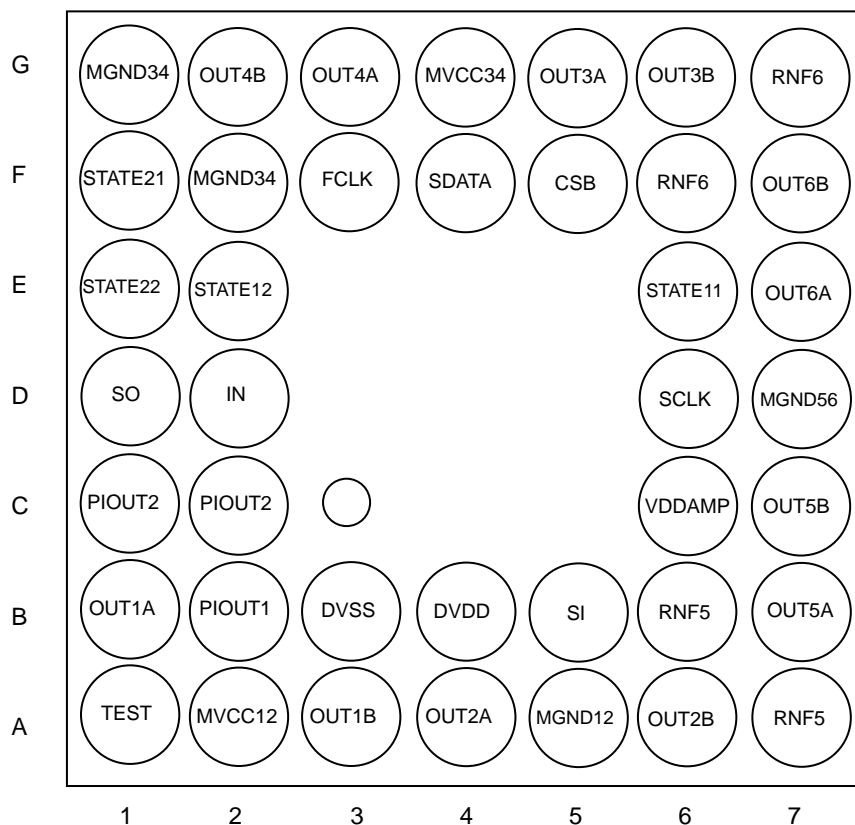 G MGND34 OUT4B OUT4A MVCC34 OUT3A OUT3B RNF6
F STATE21 MGND34 FCLK SDATA CSB RNF6 OUT6B
E STATE22 STATE12 STATE11 OUT6A
D SO IN SCLK MGND56
C PIOUT2 PIOUT2 VDDAMP OUT5B
B OUT1A PIOUT1 DVSS DVDD SI RNF5 OUT5A
A TEST MVCC12 OUT1B OUT2A MGND12 OUT2B RNF5
1 2 3 4 5 6 7